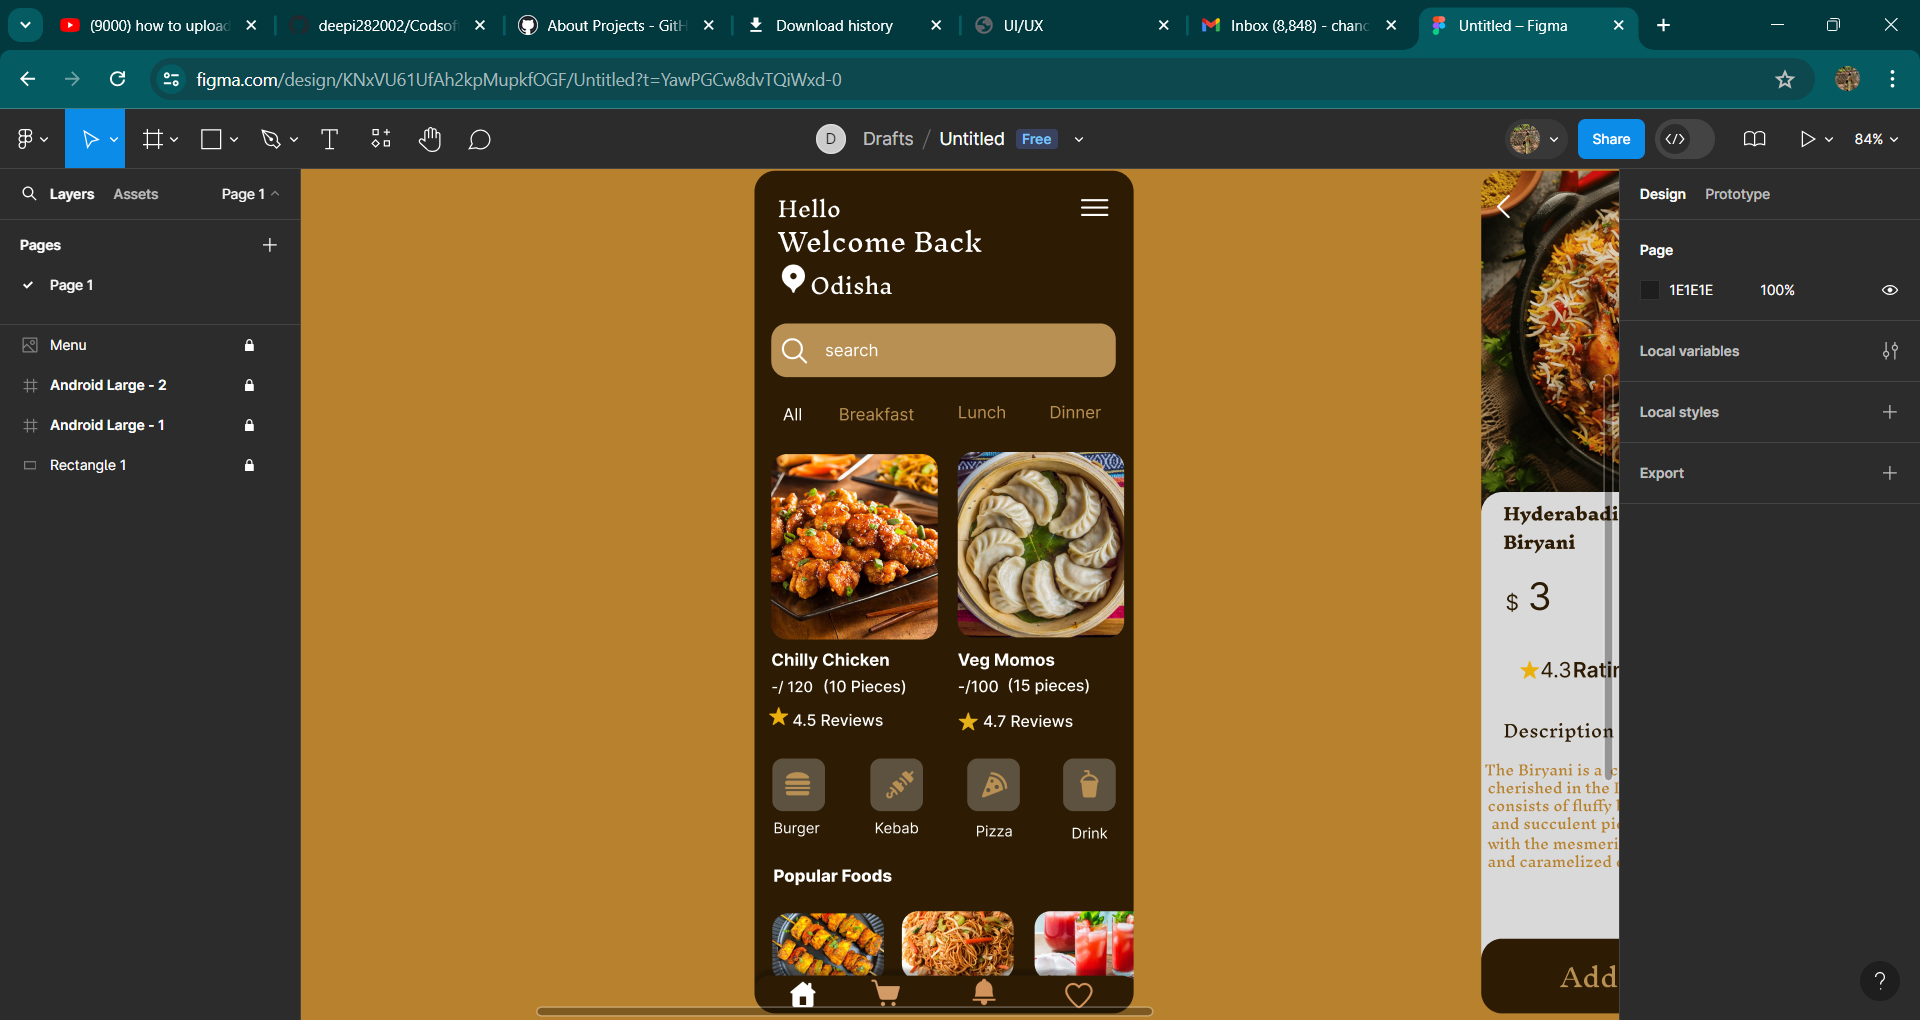 (9000) how to upload
deepi282002/Codsof
About Projects - GitH
Download history
UI/UX
Inbox (8,848) - chand
Untitled – Figma
figma.com/design/KNxVU61UfAh2kpMupkfOGF/Untitled?t=YawPGCw8dvTQiWxd-0
D
Drafts / Untitled
Free
Share
84%
Layers
Assets
Page 1
Pages
Page 1
Menu
Android Large - 2
Android Large - 1
Rectangle 1
Hello
Welcome Back
Odisha
search
All
Breakfast
Lunch
Dinner
Chilly Chicken
-/ 120 (10 Pieces)
4.5 Reviews
Veg Momos
-/100 (15 pieces)
4.7 Reviews
Burger
Kebab
Pizza
Drink
Popular Foods
Hyderabadi
Biryani
$ 3
4.3 Ratin
Description
The Biryani is a c
cherished in the I
consists of fluffy
and succulent pie
with the mesmeri
and caramelized
Add
Design
Prototype
Page
1E1E1E
100%
Local variables
Local styles
Export
?